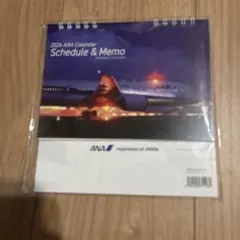 2024 ANA Calendar
Schedule & Memo
ANA Inspiration of JAPAN